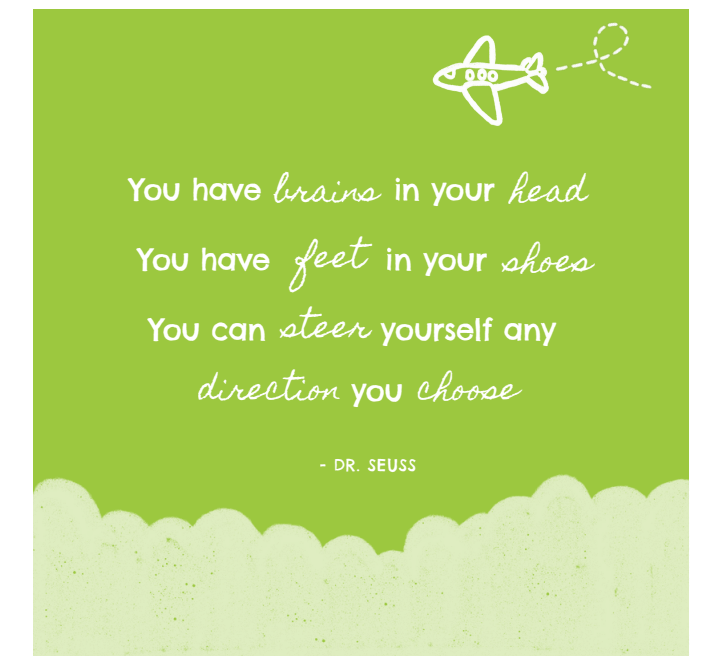 You have brains in your head
You have feet in your shoes
You can steer yourself any
direction you choose
- DR. SEUSS